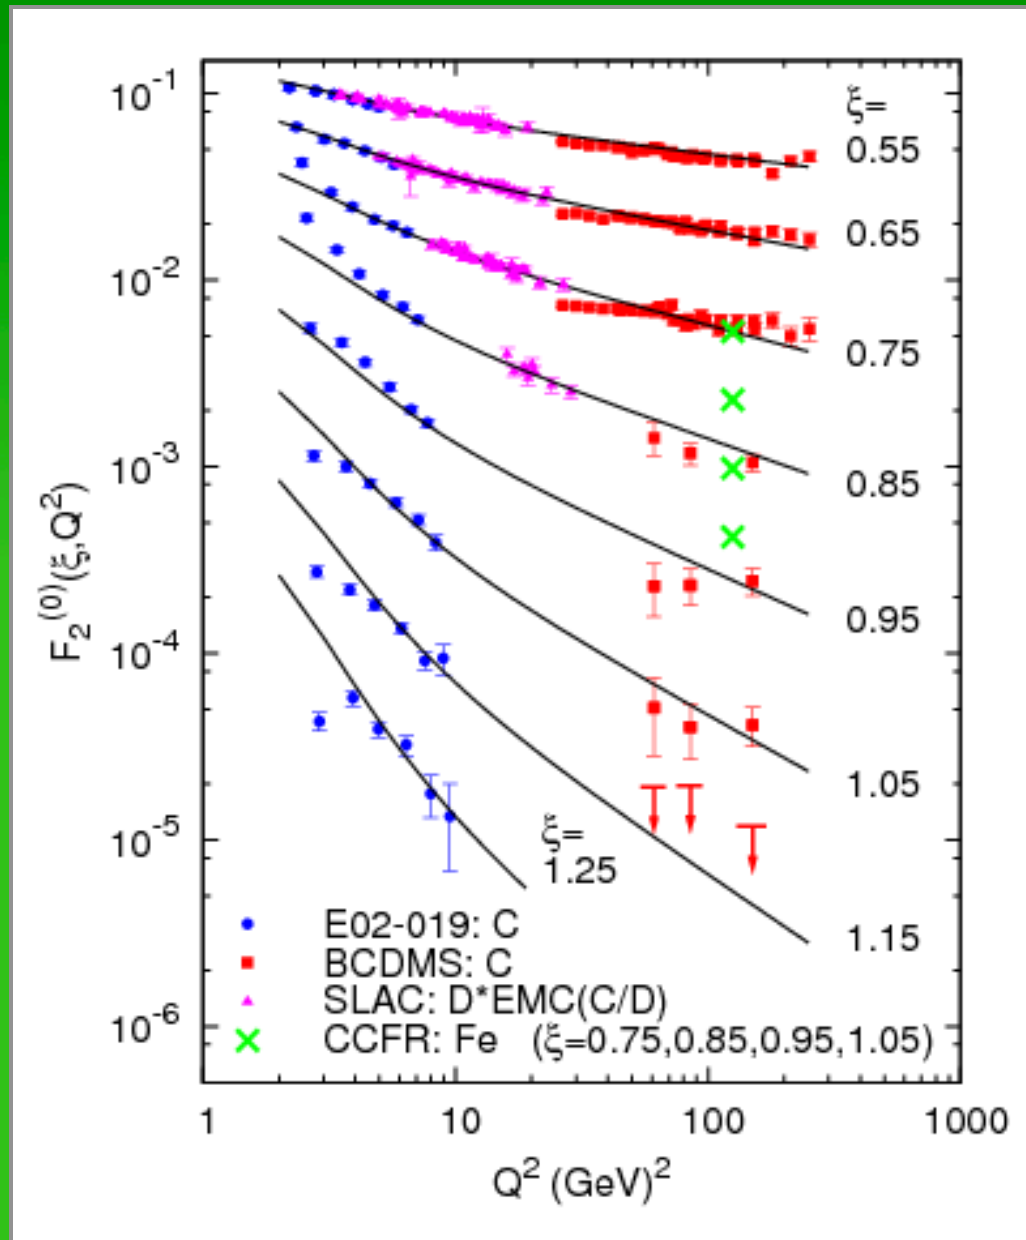 10⁻¹
10⁻²
10⁻³
10⁻⁴
10⁻⁵
10⁻⁶
F₂⁽⁰⁾(ξ,Q²)
ξ=
0.55
0.65
0.75
0.85
0.95
1.05
1.15
ξ=
1.25
E02-019: C
BCDMS: C
SLAC: D*EMC(C/D)
CCFR: Fe (ξ=0.75,0.85,0.95,1.05)
1 10 100 1000
Q² (GeV)²